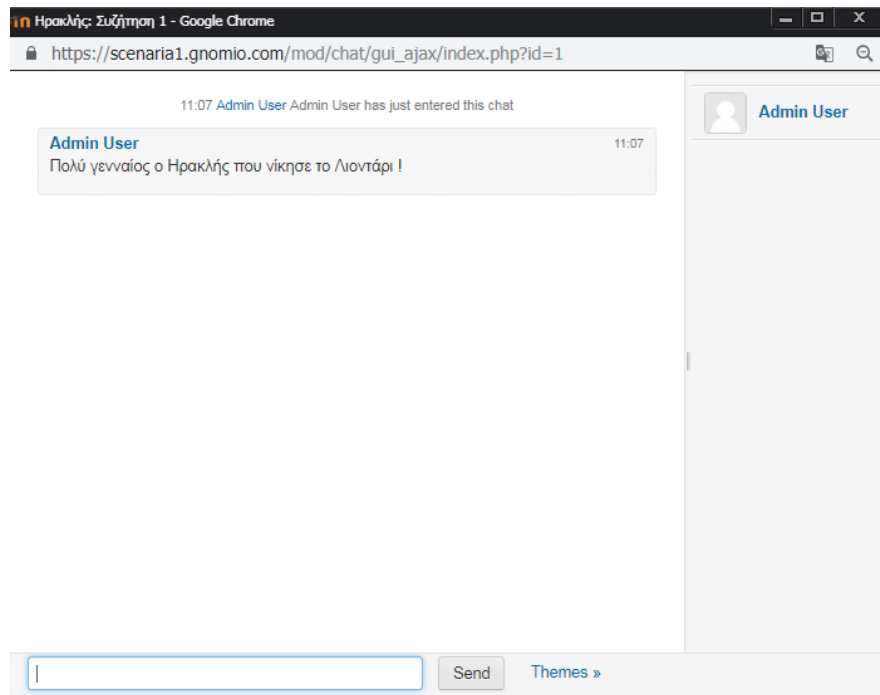 Ηρακλής: Συζήτηση 1 - Google Chrome
https://scenaria1.gnomio.com/mod/chat/gui_ajax/index.php?id=1
11:07 Admin User Admin User has just entered this chat
Admin User
Admin User 11:07
Πολύ γενναίος ο Ηρακλής που νίκησε το Λιοντάρι !
Send Themes »